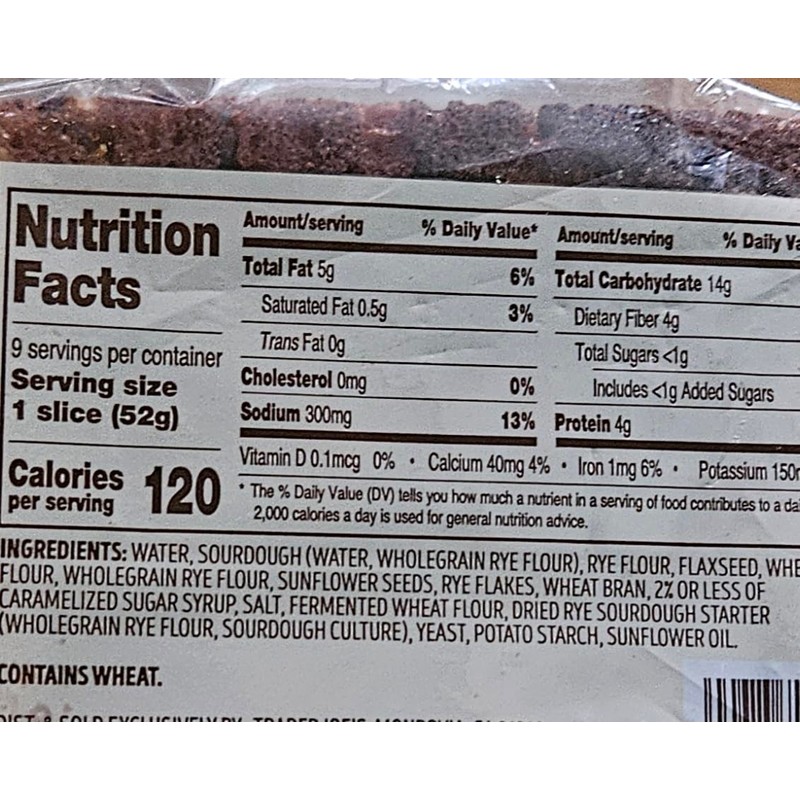 Nutrition
Facts
9 servings per container
Serving size
1 slice (52g)
Calories
per serving
120
Amount/serving % Daily Value*
Total Fat 5g 6%
Saturated Fat 0.5g 3%
Trans Fat 0g
Cholesterol 0mg 0%
Sodium 300mg 13%
Amount/serving % Daily
Total Carbohydrate 14g
Dietary Fiber 4g
Total Sugars <1g
Includes <1g Added Sugars
Protein 4g
Vitamin D 0.1mcg 0% • Calcium 40mg 4% • Iron 1mg 6% • Potassium
* The % Daily Value (DV) tells you how much a nutrient in a serving of food contributes to a
2,000 calories a day is used for general nutrition advice.
INGREDIENTS: WATER, SOURDOUGH (WATER, WHOLEGRAIN RYE FLOUR), RYE FLOUR, FLAXSEED,
FLOUR, WHOLEGRAIN RYE FLOUR, SUNFLOWER SEEDS, RYE FLAKES, WHEAT BRAN, 2% OR LESS OF
CARAMELIZED SUGAR SYRUP, SALT, FERMENTED WHEAT FLOUR, DRIED RYE SOURDOUGH STARTER
(WHOLEGRAIN RYE FLOUR, SOURDOUGH CULTURE), YEAST, POTATO STARCH, SUNFLOWER OIL.
CONTAINS WHEAT.